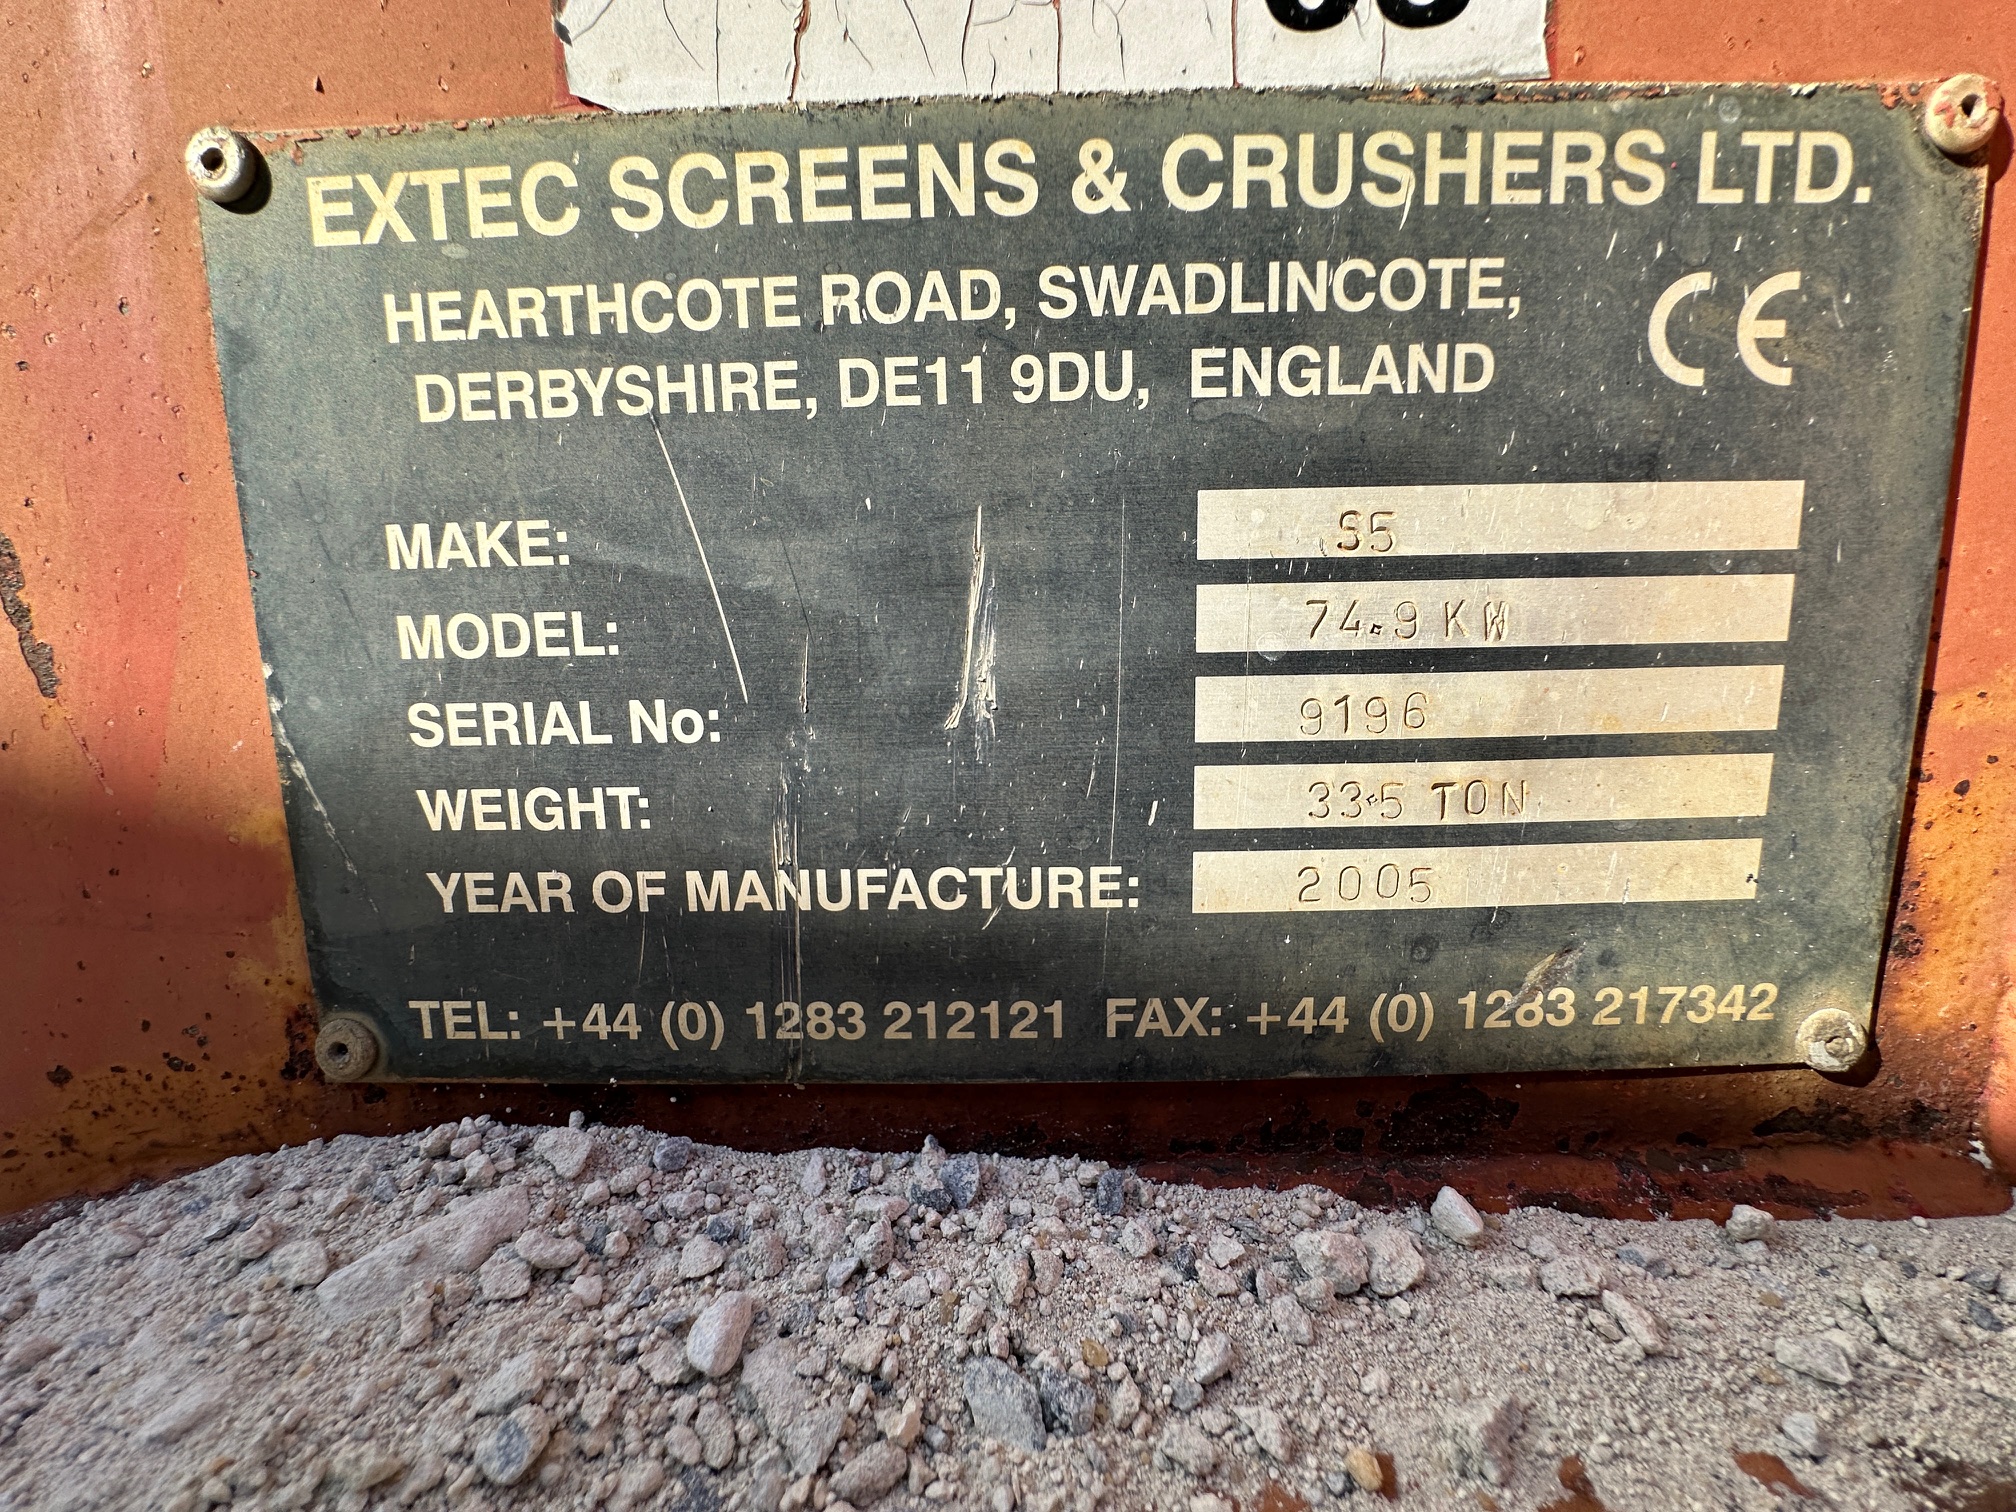 EXTEC SCREENS & CRUSHERS LTD.
HEARTHCOTE ROAD, SWADLINCOTE,
DERBYSHIRE, DE11 9DU, ENGLAND
CE
MAKE: S5
MODEL: 74.9 KW
SERIAL No: 9196
WEIGHT: 33.5 TON
YEAR OF MANUFACTURE: 2005
TEL: +44 (0) 1283 212121 FAX: +44 (0) 1283 217342